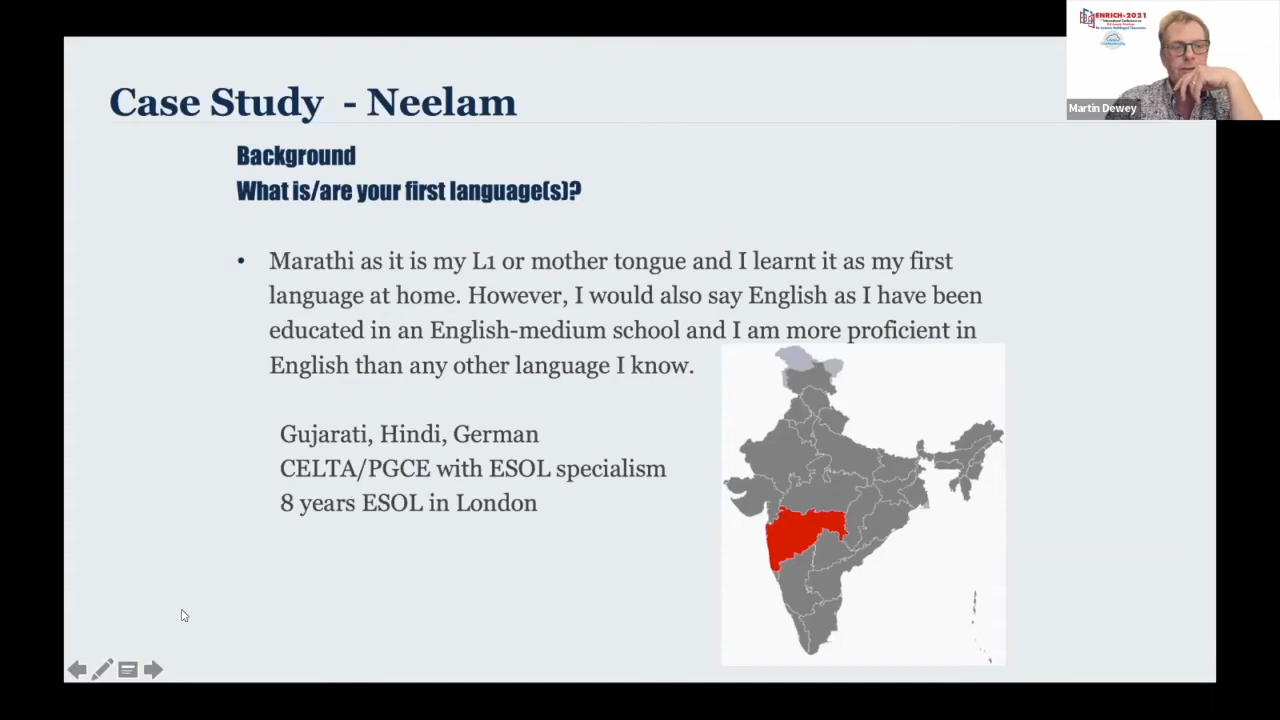 Case Study - Neelam
Background
What is/are your first language(s)?
• Marathi as it is my L1 or mother tongue and I learnt it as my first
language at home. However, I would also say English as I have been
educated in an English-medium school and I am more proficient in
English than any other language I know.
Gujarati, Hindi, German
CELTA/PGCE with ESOL specialism
8 years ESOL in London
ENRICH-2021
Martin Dewey